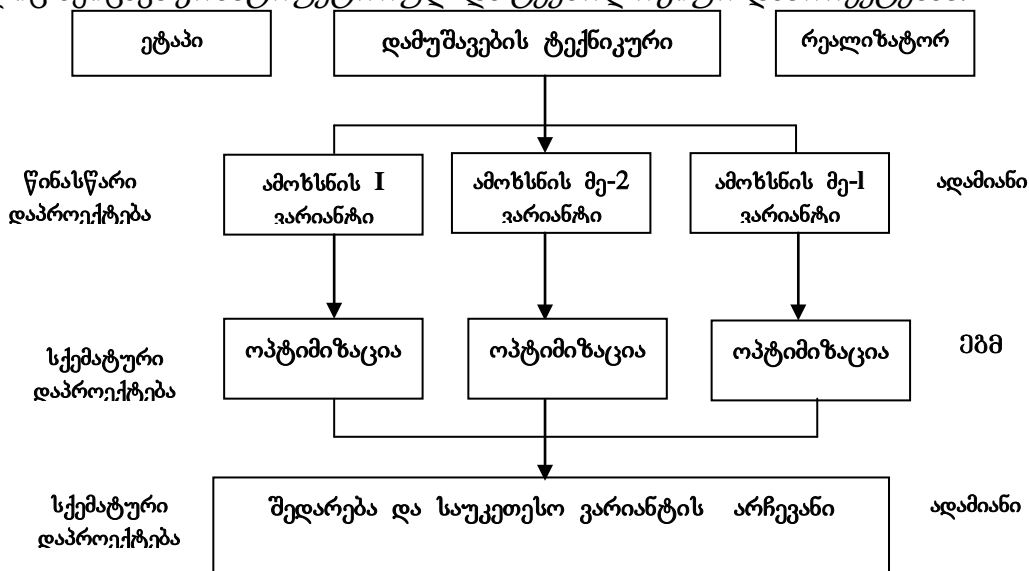 ეტაპი
დამუშავების ტექნიკური
რეალიზატორ
წინასწარი
დაპროექტება
ამოხსნის I
ვარიანტი
ამოხსნის მე-2
ვარიანტი
ამოხსნის მე-l
ვარიანტი
ადამიანი
სქემატური
დაპროექტება
ოპტიმიზაცია
ოპტიმიზაცია
ოპტიმიზაცია
ეგმ
სქემატური
დაპროექტება
შედარება და საუკეთესო ვარიანტის არჩევანი
ადამიანი